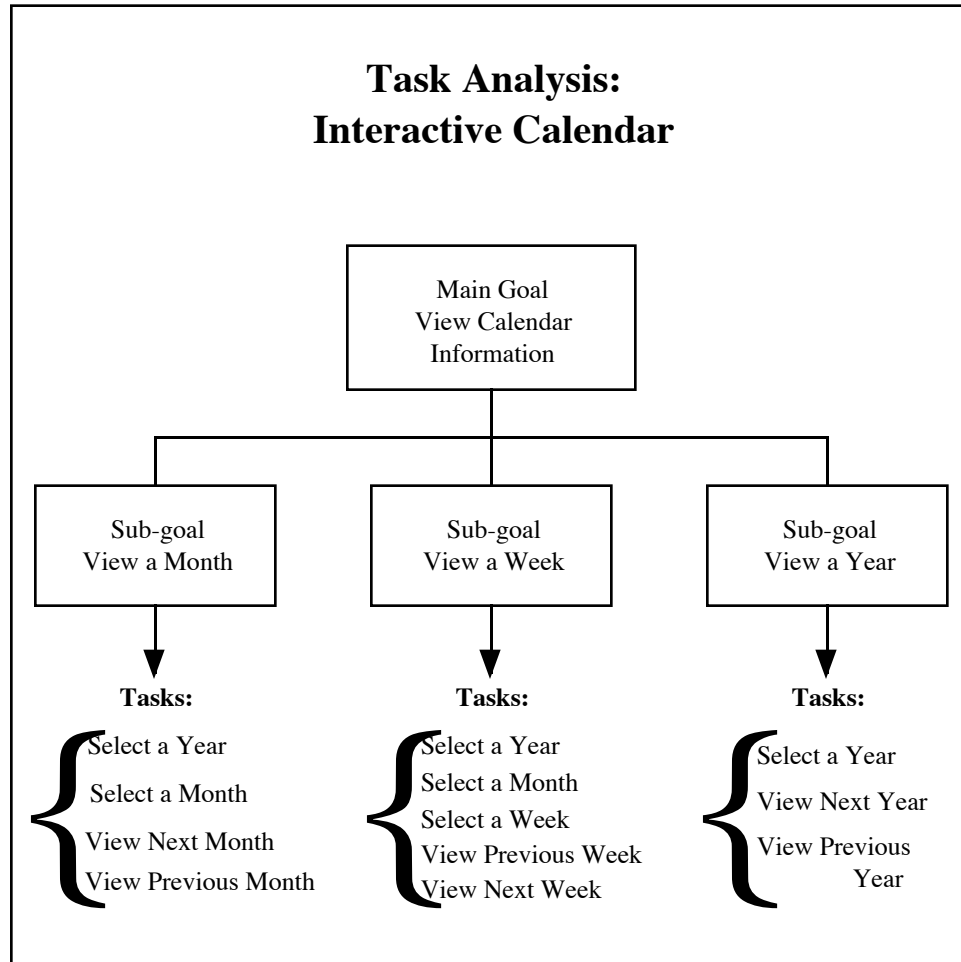 Task Analysis:
Interactive Calendar
Main Goal
View Calendar
Information
Sub-goal
View a Month
Sub-goal
View a Week
Sub-goal
View a Year
Tasks:
Select a Year
Select a Month
View Next Month
View Previous Month
Tasks:
Select a Year
Select a Month
Select a Week
View Previous Week
View Next Week
Tasks:
Select a Year
View Next Year
View Previous
Year